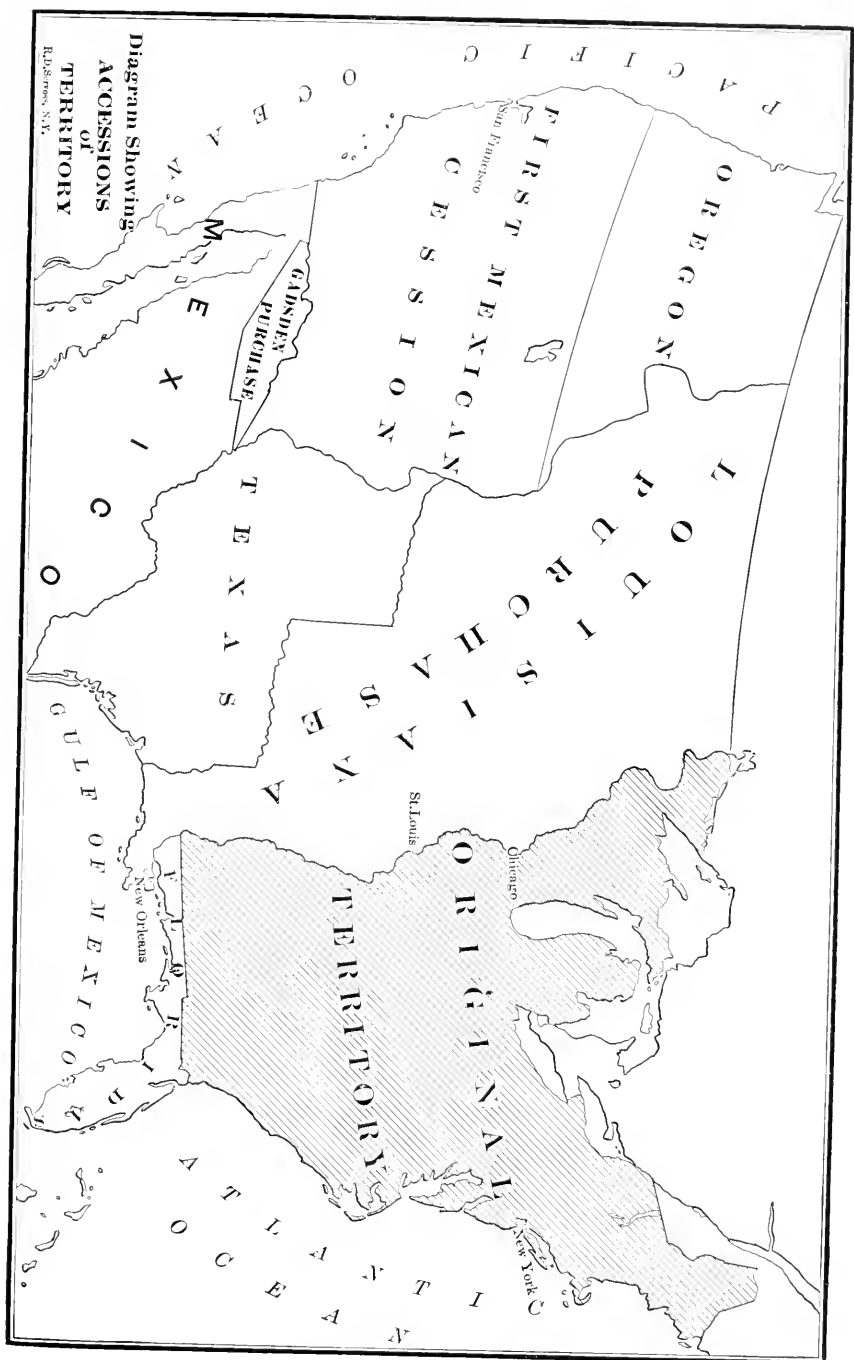 PACIFIC OCEAN
OREGON
FIRST MEXICAN
CESSION
San Francisco
LOUISIANA
PURCHASE
GADSDEN
PURCHASE
TEXAS
MEXICO
ORIGINAL
TERRITORY
Chicago
St. Louis
New York
New Orleans
FLORIDA
GULF OF MEXICO
ATLANTIC
OCEAN
Diagram Showing
ACCESSIONS
of
TERRITORY
R.D. Servoss, N.Y.